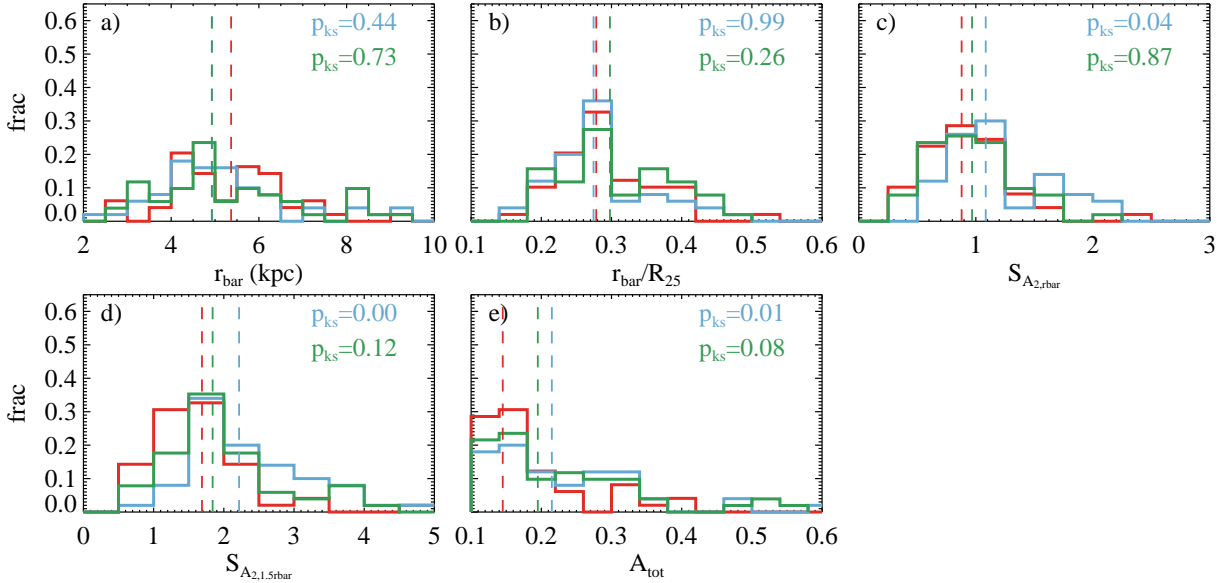 a)
p_ks=0.44
p_ks=0.73
frac
0.6
0.5
0.4
0.3
0.2
0.1
0.0
2 4 6 8 10
r_bar (kpc)
b)
p_ks=0.99
p_ks=0.26
0.1 0.2 0.3 0.4 0.5 0.6
r_bar/R_25
c)
p_ks=0.04
p_ks=0.87
0 1 2 3
S_A_2,rbar
d)
p_ks=0.00
p_ks=0.12
frac
0.6
0.5
0.4
0.3
0.2
0.1
0.0
0 1 2 3 4 5
S_A_2,1.5rbar
e)
p_ks=0.01
p_ks=0.08
0.1 0.2 0.3 0.4 0.5 0.6
A_tot